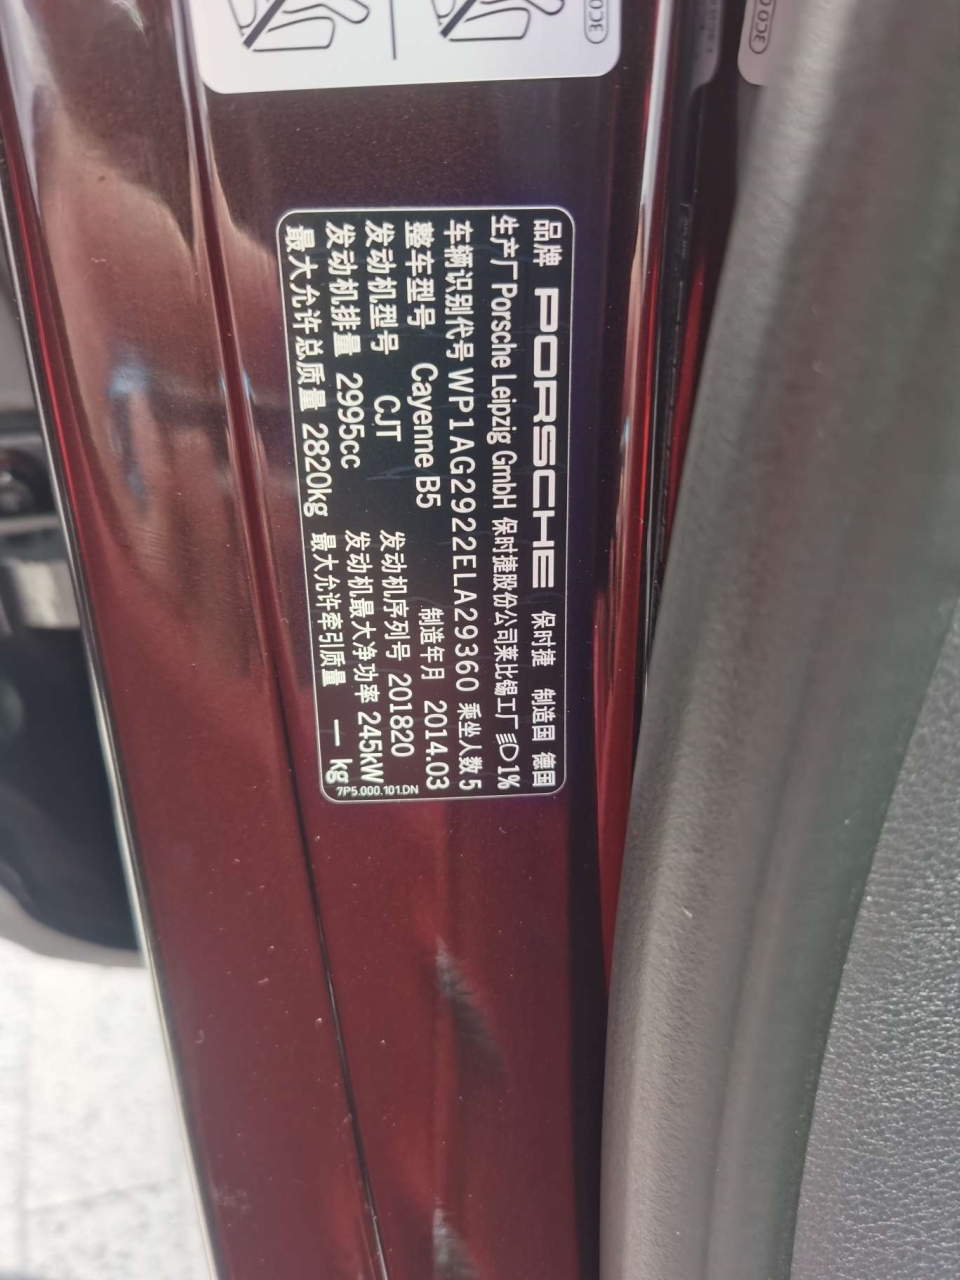 品牌 PORSCHE 保时捷 制造国 德国
生产厂 Porsche Leipzig GmbH 保时捷股份公司莱比锡工厂 1%
车辆识别代号 WP1AG2922ELA29360 乘坐人数 5
整车型号 Cayenne B5 制造年月 2014.03
发动机型号 CJT 发动机序列号 201820
发动机排量 2995cc 发动机最大净功率 245kW
最大允许总质量 2820kg 最大允许牵引质量 — kg
7P5.000.101.DN